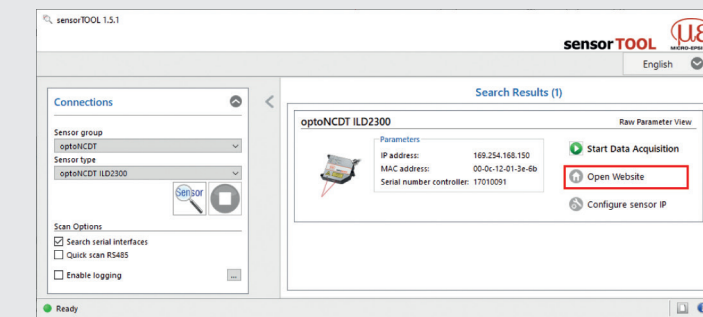 sensorTOOL 1.5.1
sensorTOOL
με
MICRO-EPSI
English
Connections
Sensor group
optoNCDT
Sensor type
optoNCDT ILD2300
Sensor
Scan Options
Search serial interfaces
Quick scan RS485
Enable logging
...
Search Results (1)
optoNCDT ILD2300
Raw Parameter View
Parameters
IP address: 169.254.168.150
MAC address: 00-0c-12-01-3e-6b
Serial number controller: 17010091
Start Data Acquisition
Open Website
Configure sensor IP
Ready